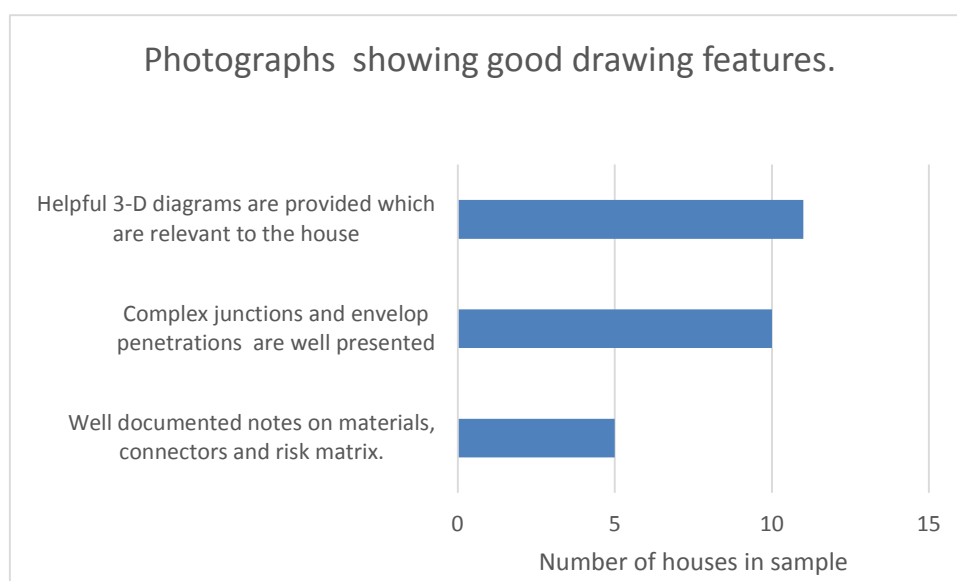 Photographs  showing good drawing features.
Helpful 3-D diagrams are provided which
are relevant to the house
Complex junctions and envelop
penetrations  are well presented
Well documented notes on materials,
connectors and risk matrix.
0 5 10 15
Number of houses in sample